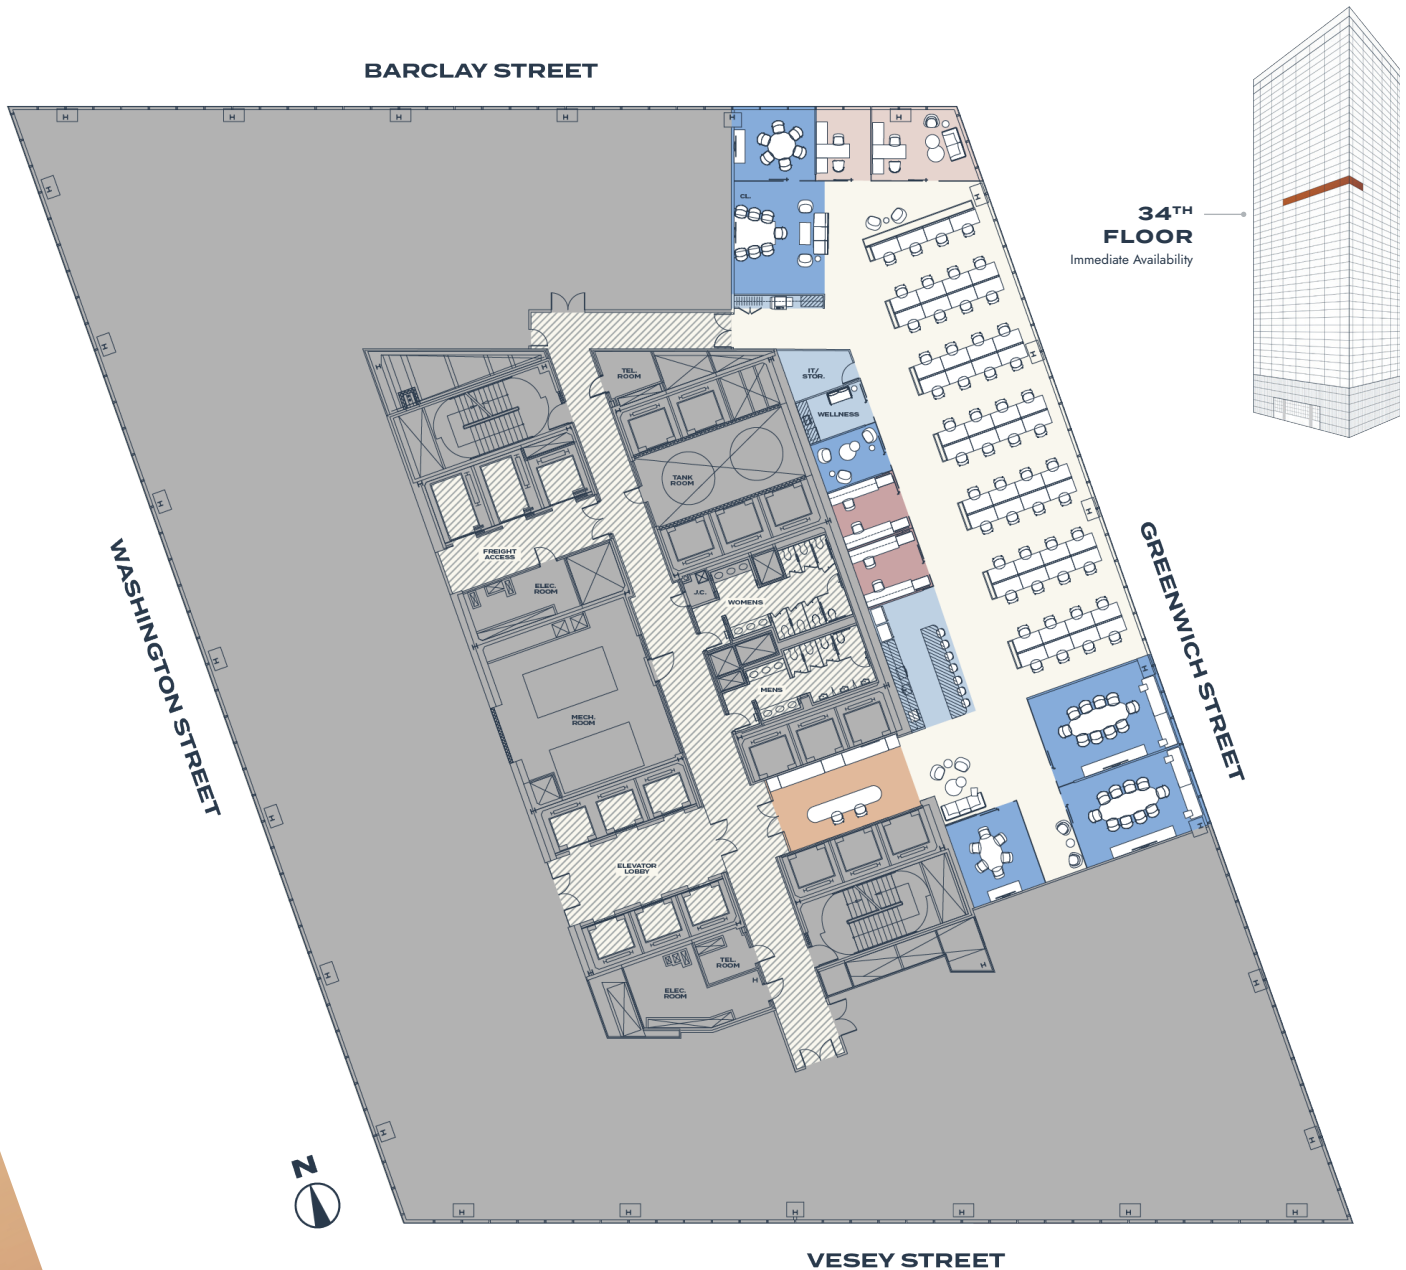 BARCLAY STREET
34TH
FLOOR
Immediate Availability
CL.
TEL.
ROOM
IT/
STOR.
WELLNESS
TANK
ROOM
FREIGHT
ACCESS
ELEC.
ROOM
J.C.
WOMENS
MENS
MECH.
ROOM
WASHINGTON STREET
GREENWICH STREET
ELEVATOR
LOBBY
TEL.
ROOM
ELEC.
ROOM
N
VESEY STREET